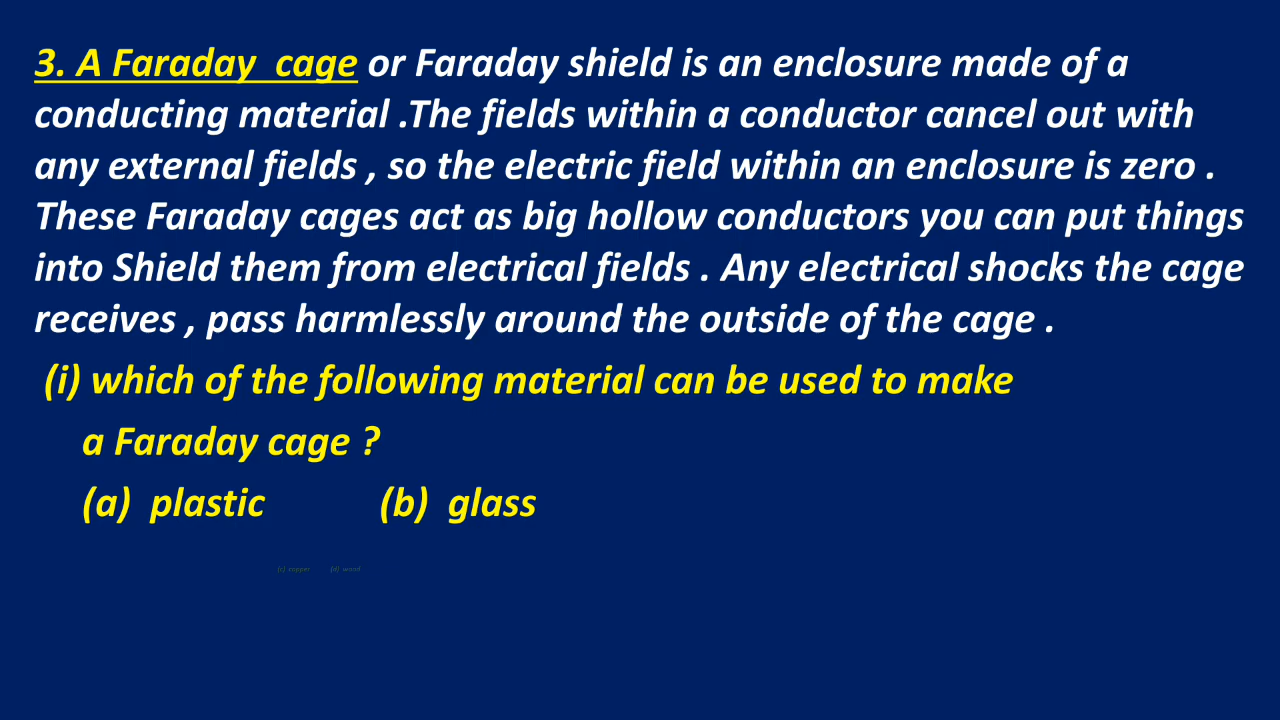 3. A Faraday  cage or Faraday shield is an enclosure made of a
conducting material .The fields within a conductor cancel out with
any external fields , so the electric field within an enclosure is zero .
These Faraday cages act as big hollow conductors you can put things
into Shield them from electrical fields . Any electrical shocks the cage
receives , pass harmlessly around the outside of the cage .
(i) which of the following material can be used to make
a Faraday cage ?
(a)  plastic (b)  glass
(c)  copper (d)  wood